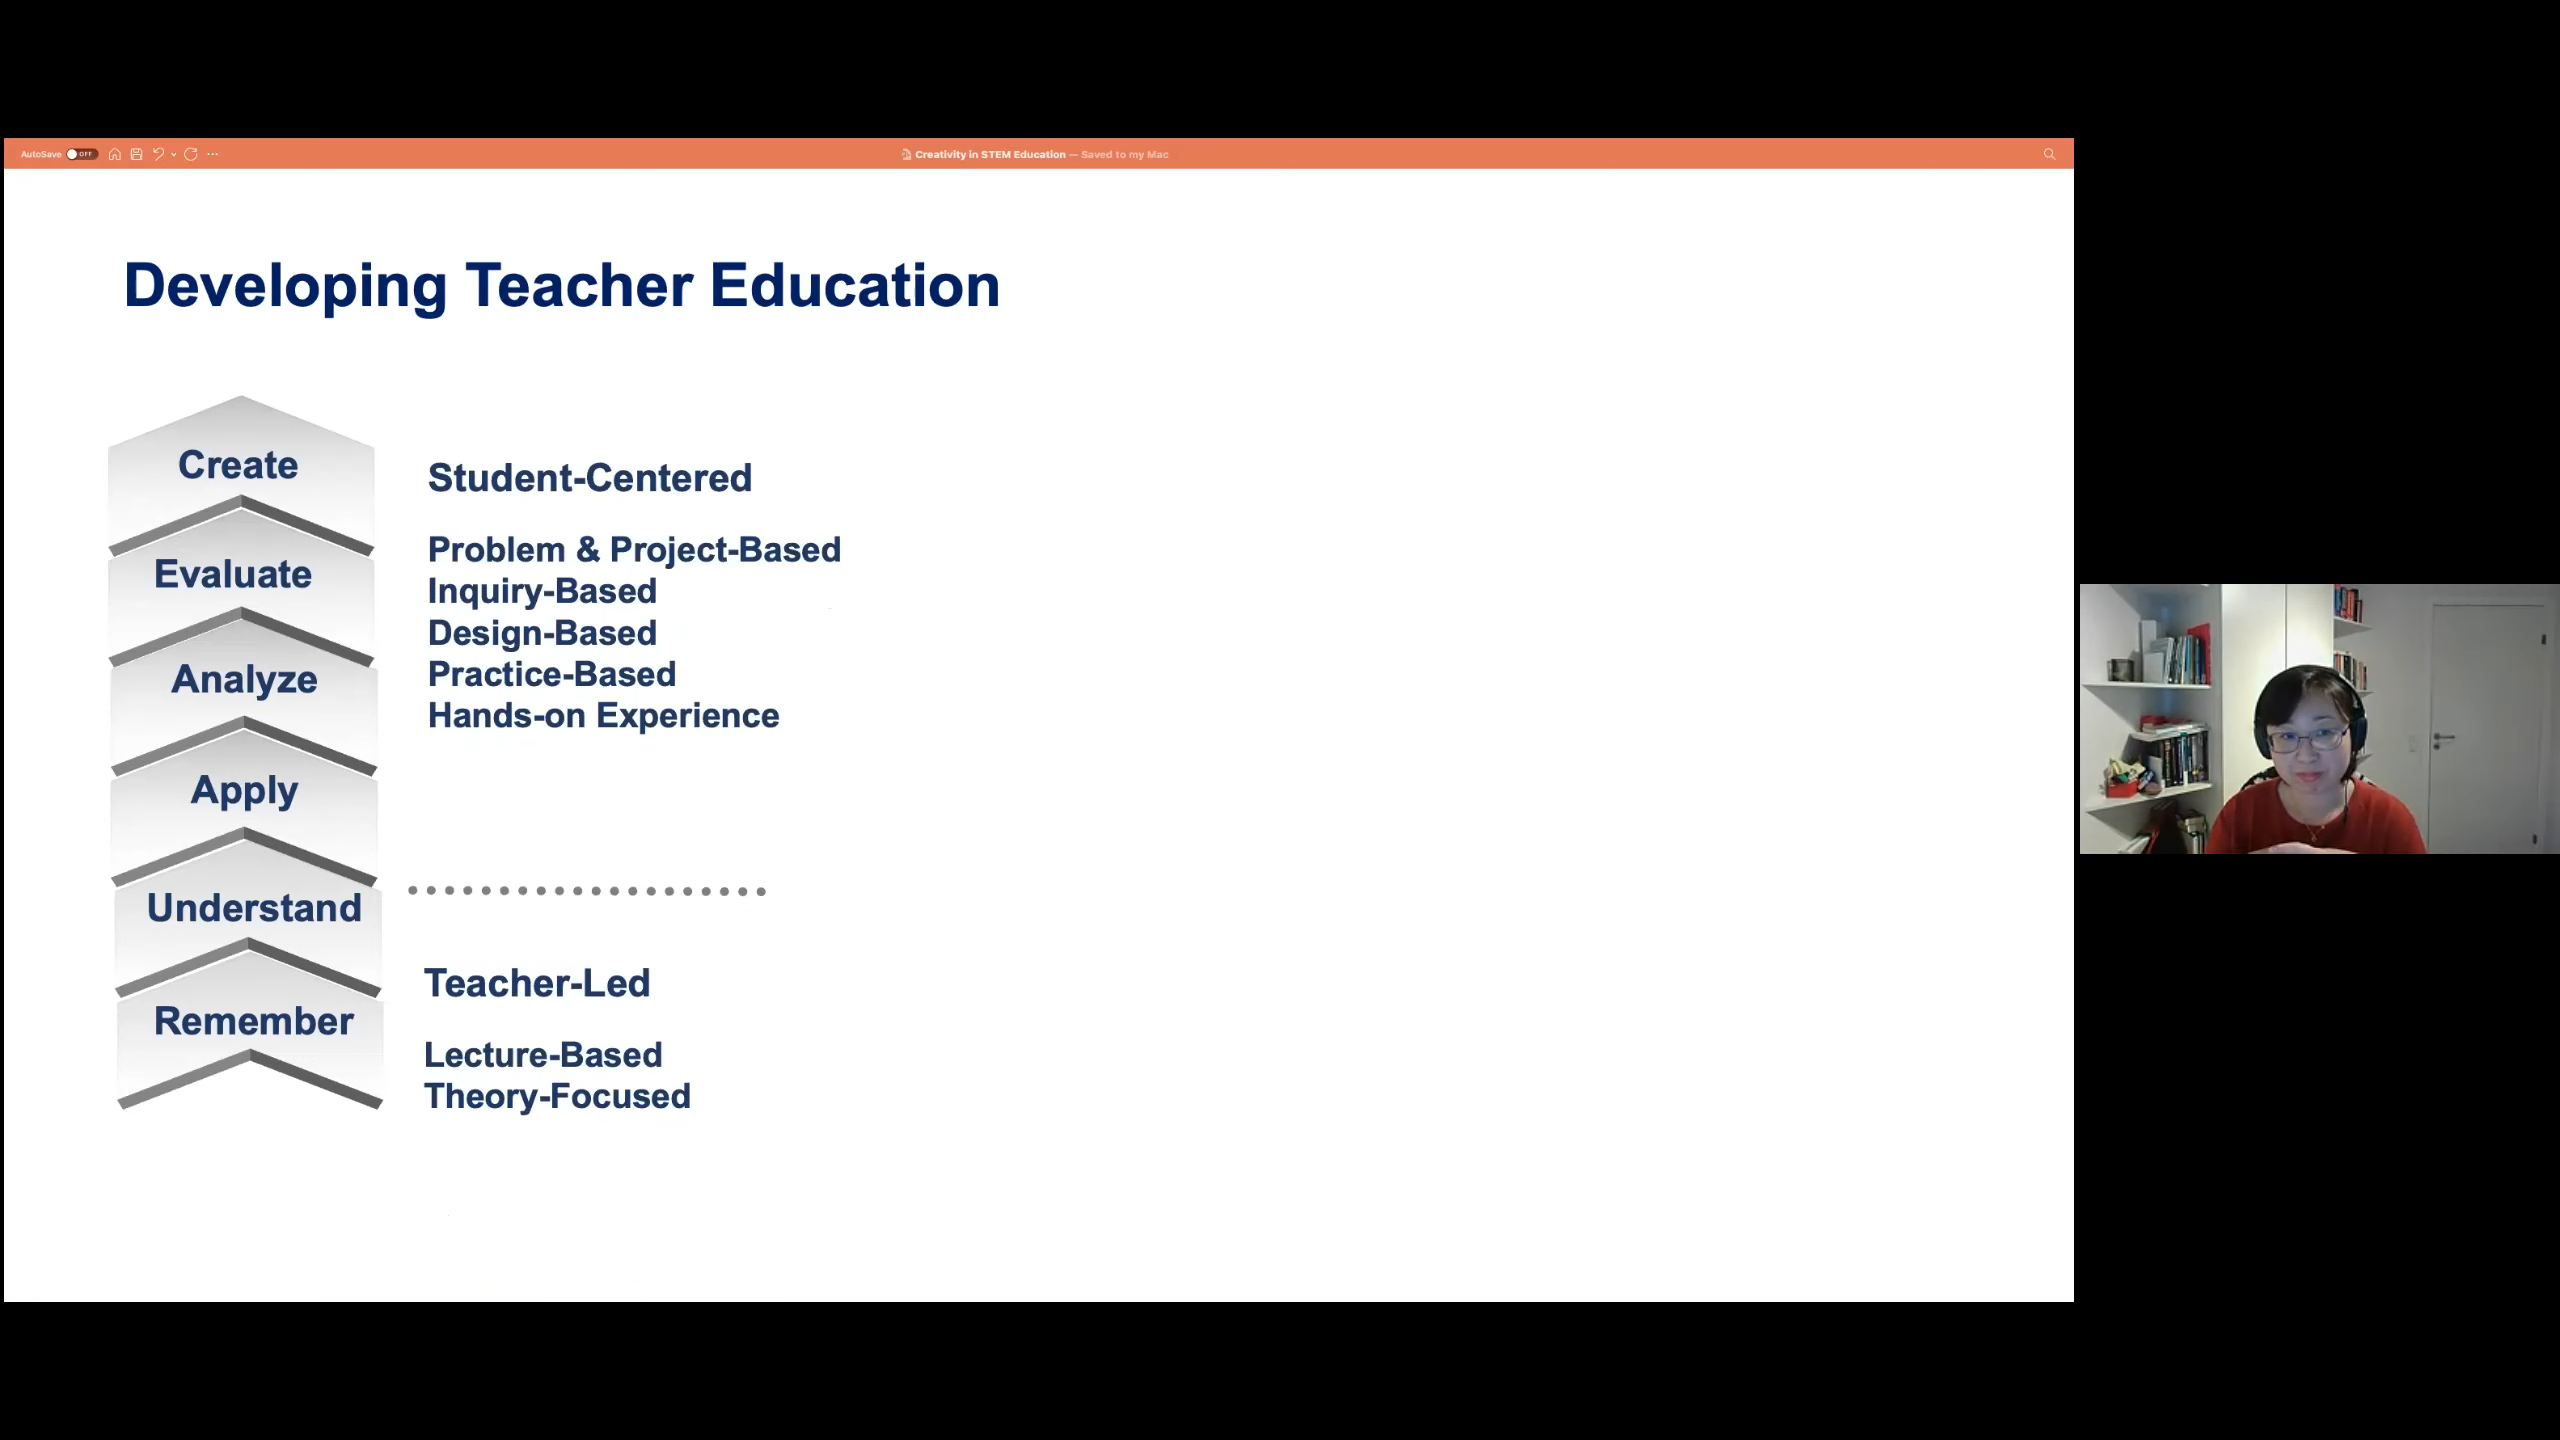 AutoSave OFF
Creativity in STEM Education — Saved to my Mac
Developing Teacher Education
Create
Evaluate
Analyze
Apply
Understand
Remember
Student-Centered
Problem & Project-Based
Inquiry-Based
Design-Based
Practice-Based
Hands-on Experience
Teacher-Led
Lecture-Based
Theory-Focused